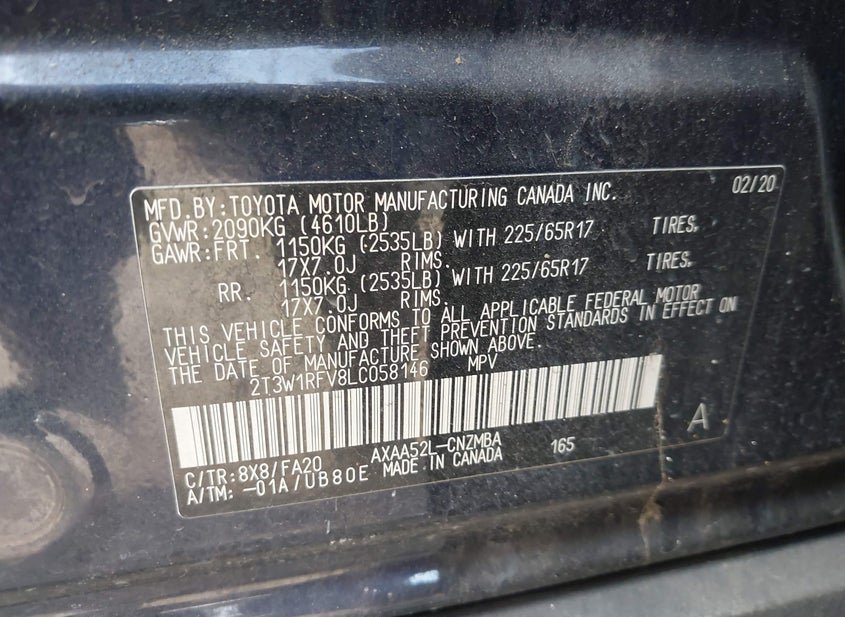 MFD.BY:TOYOTA MOTOR MANUFACTURING CANADA INC. 02/20
GVWR:2090KG (4610LB)
GAWR:FRT. 1150KG (2535LB) WITH 225/65R17 TIRES,
17X7.0J RIMS.
RR. 1150KG (2535LB) WITH 225/65R17 TIRES,
17X7.0J RIMS.
THIS VEHICLE CONFORMS TO ALL APPLICABLE FEDERAL MOTOR
VEHICLE SAFETY AND THEFT PREVENTION STANDARDS IN EFFECT ON
THE DATE OF MANUFACTURE SHOWN ABOVE.
2T3W1RFV8LC058146 MPV
A
C/TR:8X8/FA20 AXAA52L-CNZMBA 165
A/TM:-01A/UB80E MADE IN CANADA